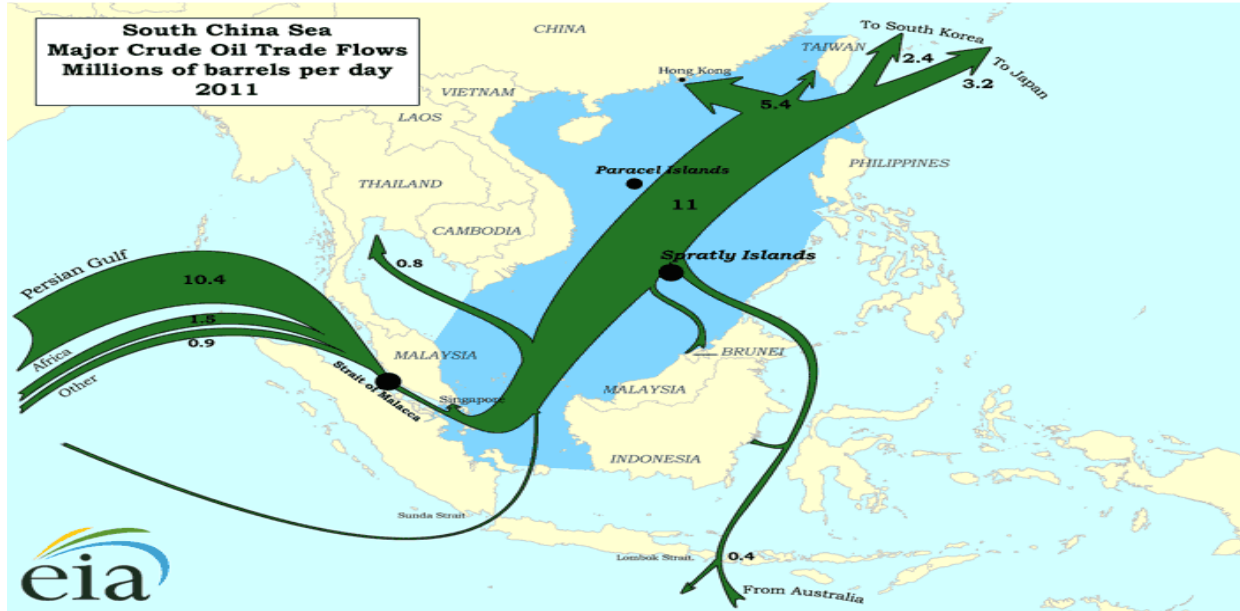 South China Sea
Major Crude Oil Trade Flows
Millions of barrels per day
2011
CHINA
TAIWAN
To South Korea
2.4
To Japan
3.2
Hong Kong
5.4
VIETNAM
LAOS
Paracel Islands
PHILIPPINES
THAILAND
11
CAMBODIA
Spratly Islands
0.8
Persian Gulf
10.4
1.5
Africa
0.9
Other
MALAYSIA
BRUNEI
Strait of Malacca
Singapore
MALAYSIA
INDONESIA
Sunda Strait
Lombok Strait.
0.4
From Australia
eia